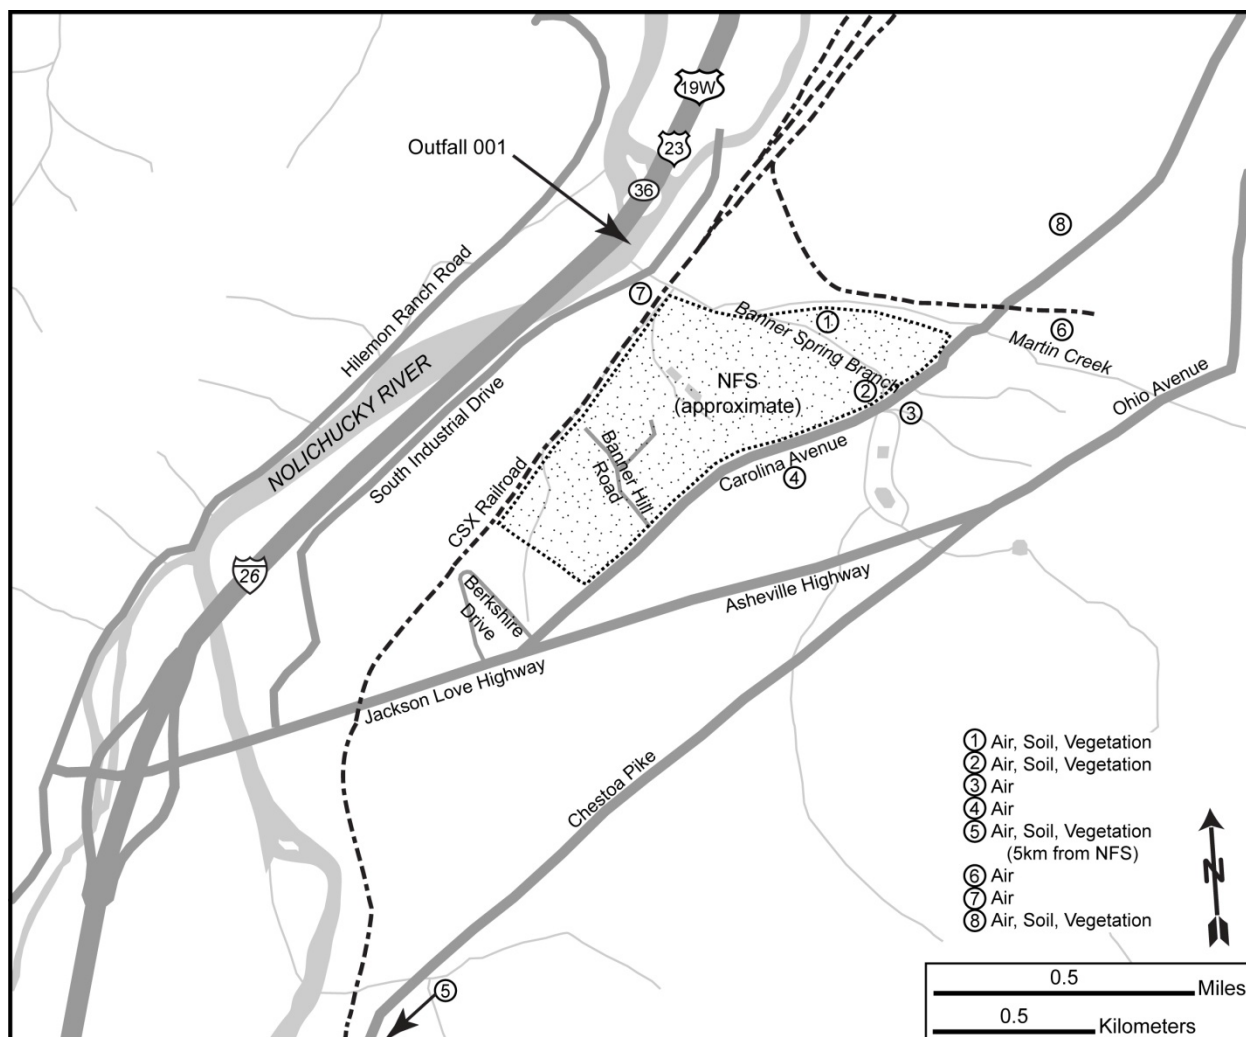 19W
23
Outfall 001
36
8
Hilemon Ranch Road
7
1
6
Banner Spring Branch
Martin Creek
NOLICHUCKY RIVER
South Industrial Drive
NFS
(approximate)
2
3
Ohio Avenue
Carolina Avenue
4
Banner Hill
Road
CSX Railroad
26
Asheville Highway
Berkshire
Drive
Jackson Love Highway
Chestoa Pike
1 Air, Soil, Vegetation
2 Air, Soil, Vegetation
3 Air
4 Air
5 Air, Soil, Vegetation
(5km from NFS)
6 Air
7 Air
8 Air, Soil, Vegetation
N
5
0.5
Miles
0.5
Kilometers